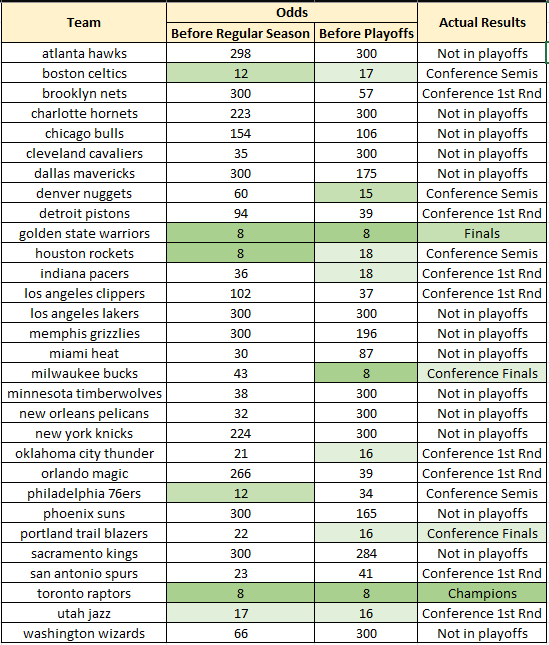 Team Odds Actual Results
Before Regular Season Before Playoffs
atlanta hawks 298 300 Not in playoffs
boston celtics 12 17 Conference Semis
brooklyn nets 300 57 Conference 1st Rnd
charlotte hornets 223 300 Not in playoffs
chicago bulls 154 106 Not in playoffs
cleveland cavaliers 35 300 Not in playoffs
dallas mavericks 300 175 Not in playoffs
denver nuggets 60 15 Conference Semis
detroit pistons 94 39 Conference 1st Rnd
golden state warriors 8 8 Finals
houston rockets 8 18 Conference Semis
indiana pacers 36 18 Conference 1st Rnd
los angeles clippers 102 37 Conference 1st Rnd
los angeles lakers 300 300 Not in playoffs
memphis grizzlies 300 196 Not in playoffs
miami heat 30 87 Not in playoffs
milwaukee bucks 43 8 Conference Finals
minnesota timberwolves 38 300 Not in playoffs
new orleans pelicans 32 300 Not in playoffs
new york knicks 224 300 Not in playoffs
oklahoma city thunder 21 16 Conference 1st Rnd
orlando magic 266 39 Conference 1st Rnd
philadelphia 76ers 12 34 Conference Semis
phoenix suns 300 165 Not in playoffs
portland trail blazers 22 16 Conference Finals
sacramento kings 300 284 Not in playoffs
san antonio spurs 23 41 Conference 1st Rnd
toronto raptors 8 8 Champions
utah jazz 17 16 Conference 1st Rnd
washington wizards 66 300 Not in playoffs